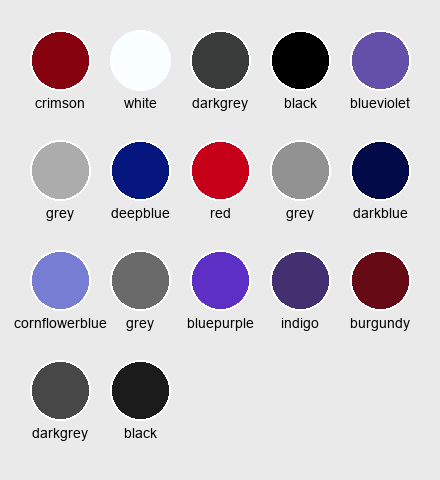 crimson white darkgrey black blueviolet
grey deepblue red grey darkblue
cornflowerblue grey bluepurple indigo burgundy
darkgrey black